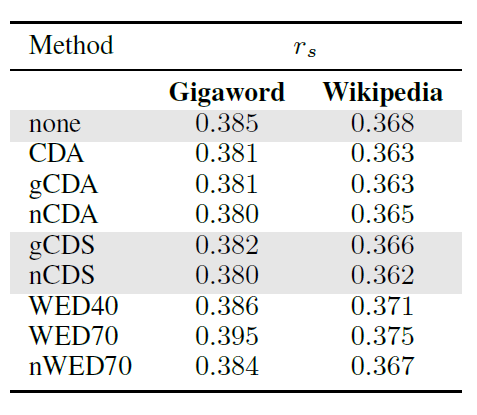 Method r_s
Gigaword Wikipedia
none 0.385 0.368
CDA 0.381 0.363
gCDA 0.381 0.363
nCDA 0.380 0.365
gCDS 0.382 0.366
nCDS 0.380 0.362
WED40 0.386 0.371
WED70 0.395 0.375
nWED70 0.384 0.367